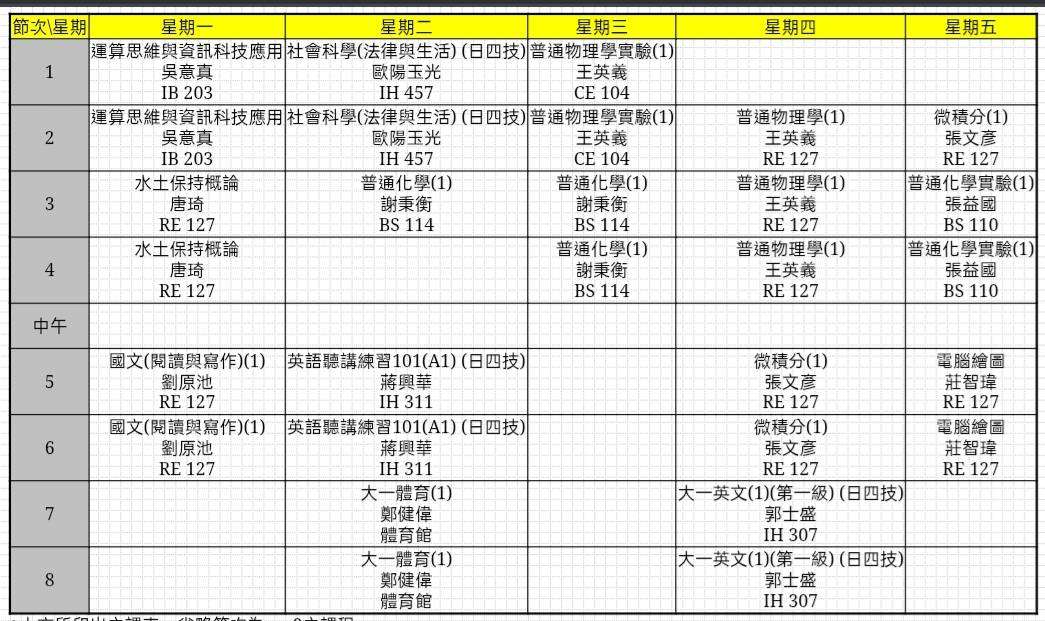 節次\星期 星期一 星期二 星期三 星期四 星期五
運算思維與資訊科技應用 社會科學(法律與生活) (日四技) 普通物理學實驗(1)
1 吳意真 歐陽玉光 王英義
IB 203 IH 457 CE 104
運算思維與資訊科技應用 社會科學(法律與生活) (日四技) 普通物理學實驗(1) 普通物理學(1) 微積分(1)
2 吳意真 歐陽玉光 王英義 王英義 張文彥
IB 203 IH 457 CE 104 RE 127 RE 127
水土保持概論 普通化學(1) 普通化學(1) 普通物理學(1) 普通化學實驗(1)
3 唐琦 謝秉衡 謝秉衡 王英義 張益國
RE 127 BS 114 BS 114 RE 127 BS 110
水土保持概論 普通化學(1) 普通物理學(1) 普通化學實驗(1)
4 唐琦 謝秉衡 王英義 張益國
RE 127 BS 114 RE 127 BS 110
中午
國文(閱讀與寫作)(1) 英語聽講練習101(A1) (日四技) 微積分(1) 電腦繪圖
5 劉原池 蔣興華 張文彥 莊智瑋
RE 127 IH 311 RE 127 RE 127
國文(閱讀與寫作)(1) 英語聽講練習101(A1) (日四技) 微積分(1) 電腦繪圖
6 劉原池 蔣興華 張文彥 莊智瑋
RE 127 IH 311 RE 127 RE 127
大一體育(1) 大一英文(1)(第一級) (日四技)
7 鄭健偉 郭士盛
體育館 IH 307
大一體育(1) 大一英文(1)(第一級) (日四技)
8 鄭健偉 郭士盛
體育館 IH 307